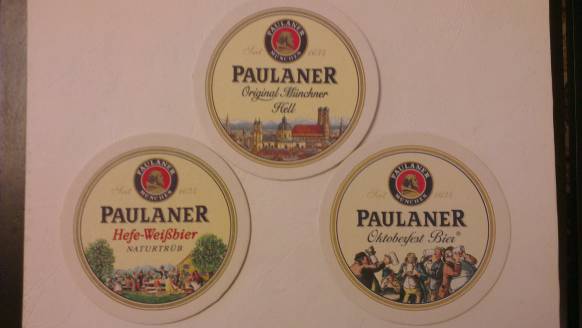 PAULANER
MÜNCHEN
Seit 1634
PAULANER
Original Münchner
Hell
PAULANER
MÜNCHEN
Seit 1634
PAULANER
Hefe-Weißbier
NATURTRÜB
PAULANER
MÜNCHEN
Seit 1634
PAULANER
Oktoberfest Bier®